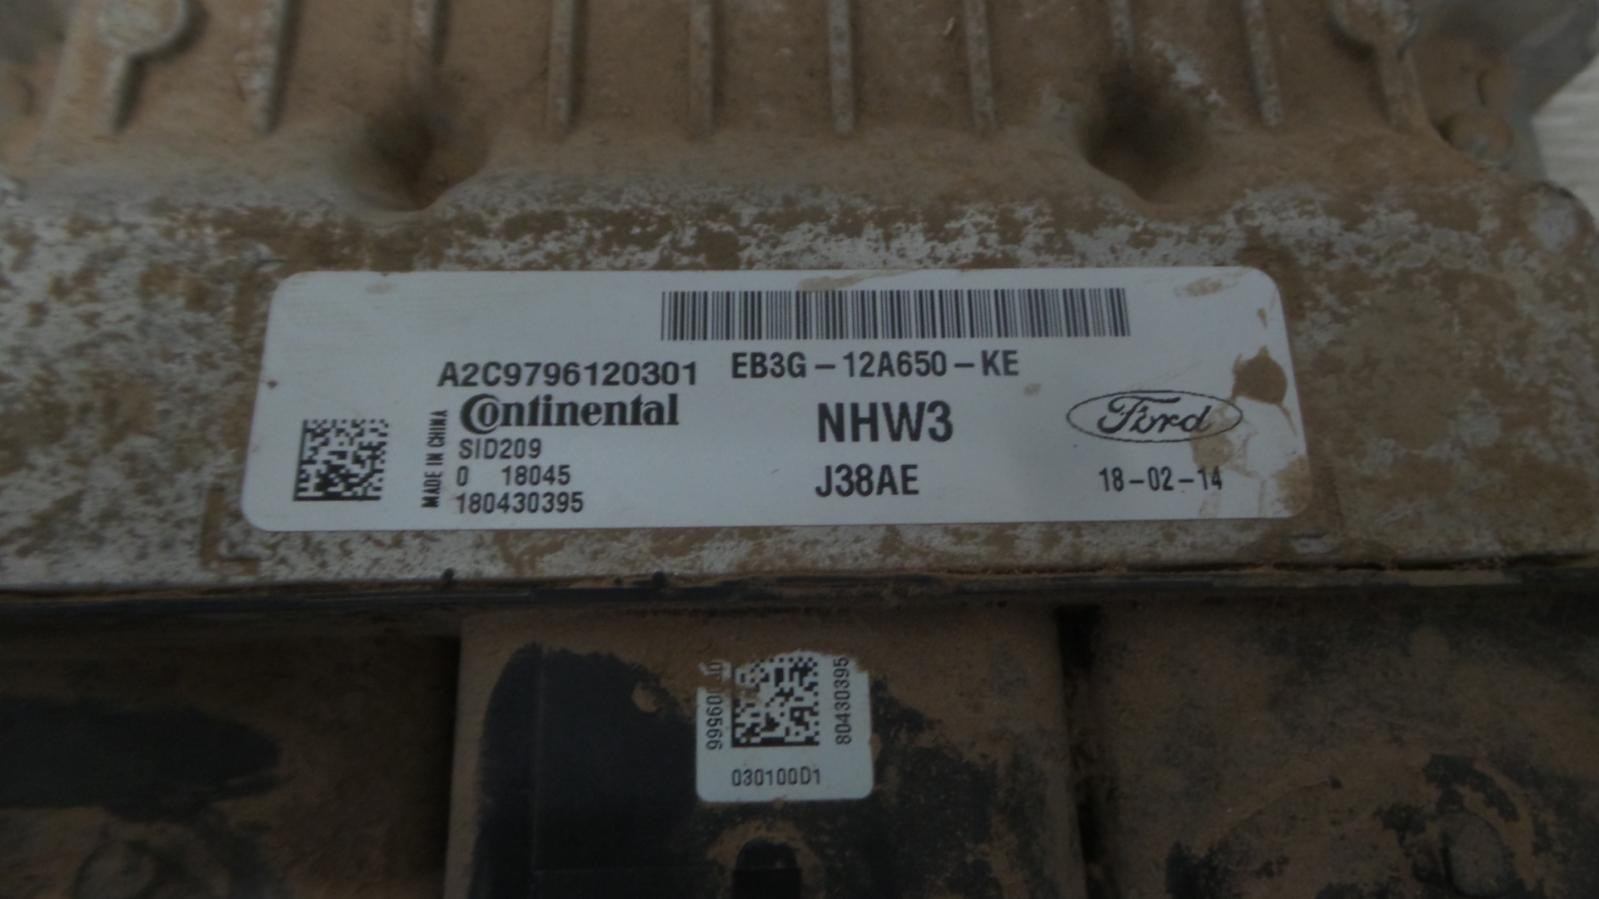 A2C9796120301 EB3G-12A650-KE
MADE IN CHINA
Continental
NHW3
Ford
SID209
0 18045
J38AE
18-02-14
180430395
80430395
030100D1